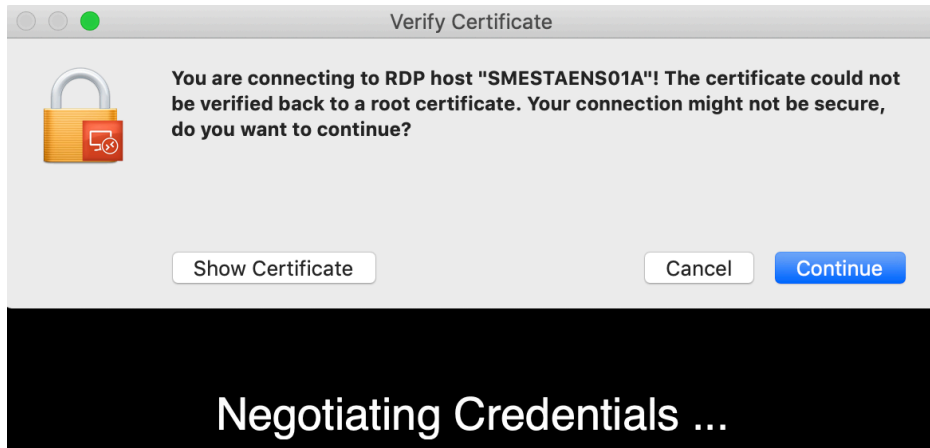 Verify Certificate
You are connecting to RDP host "SMESTAENS01A"! The certificate could not
be verified back to a root certificate. Your connection might not be secure,
do you want to continue?
Show Certificate
Cancel
Continue
Negotiating Credentials ...